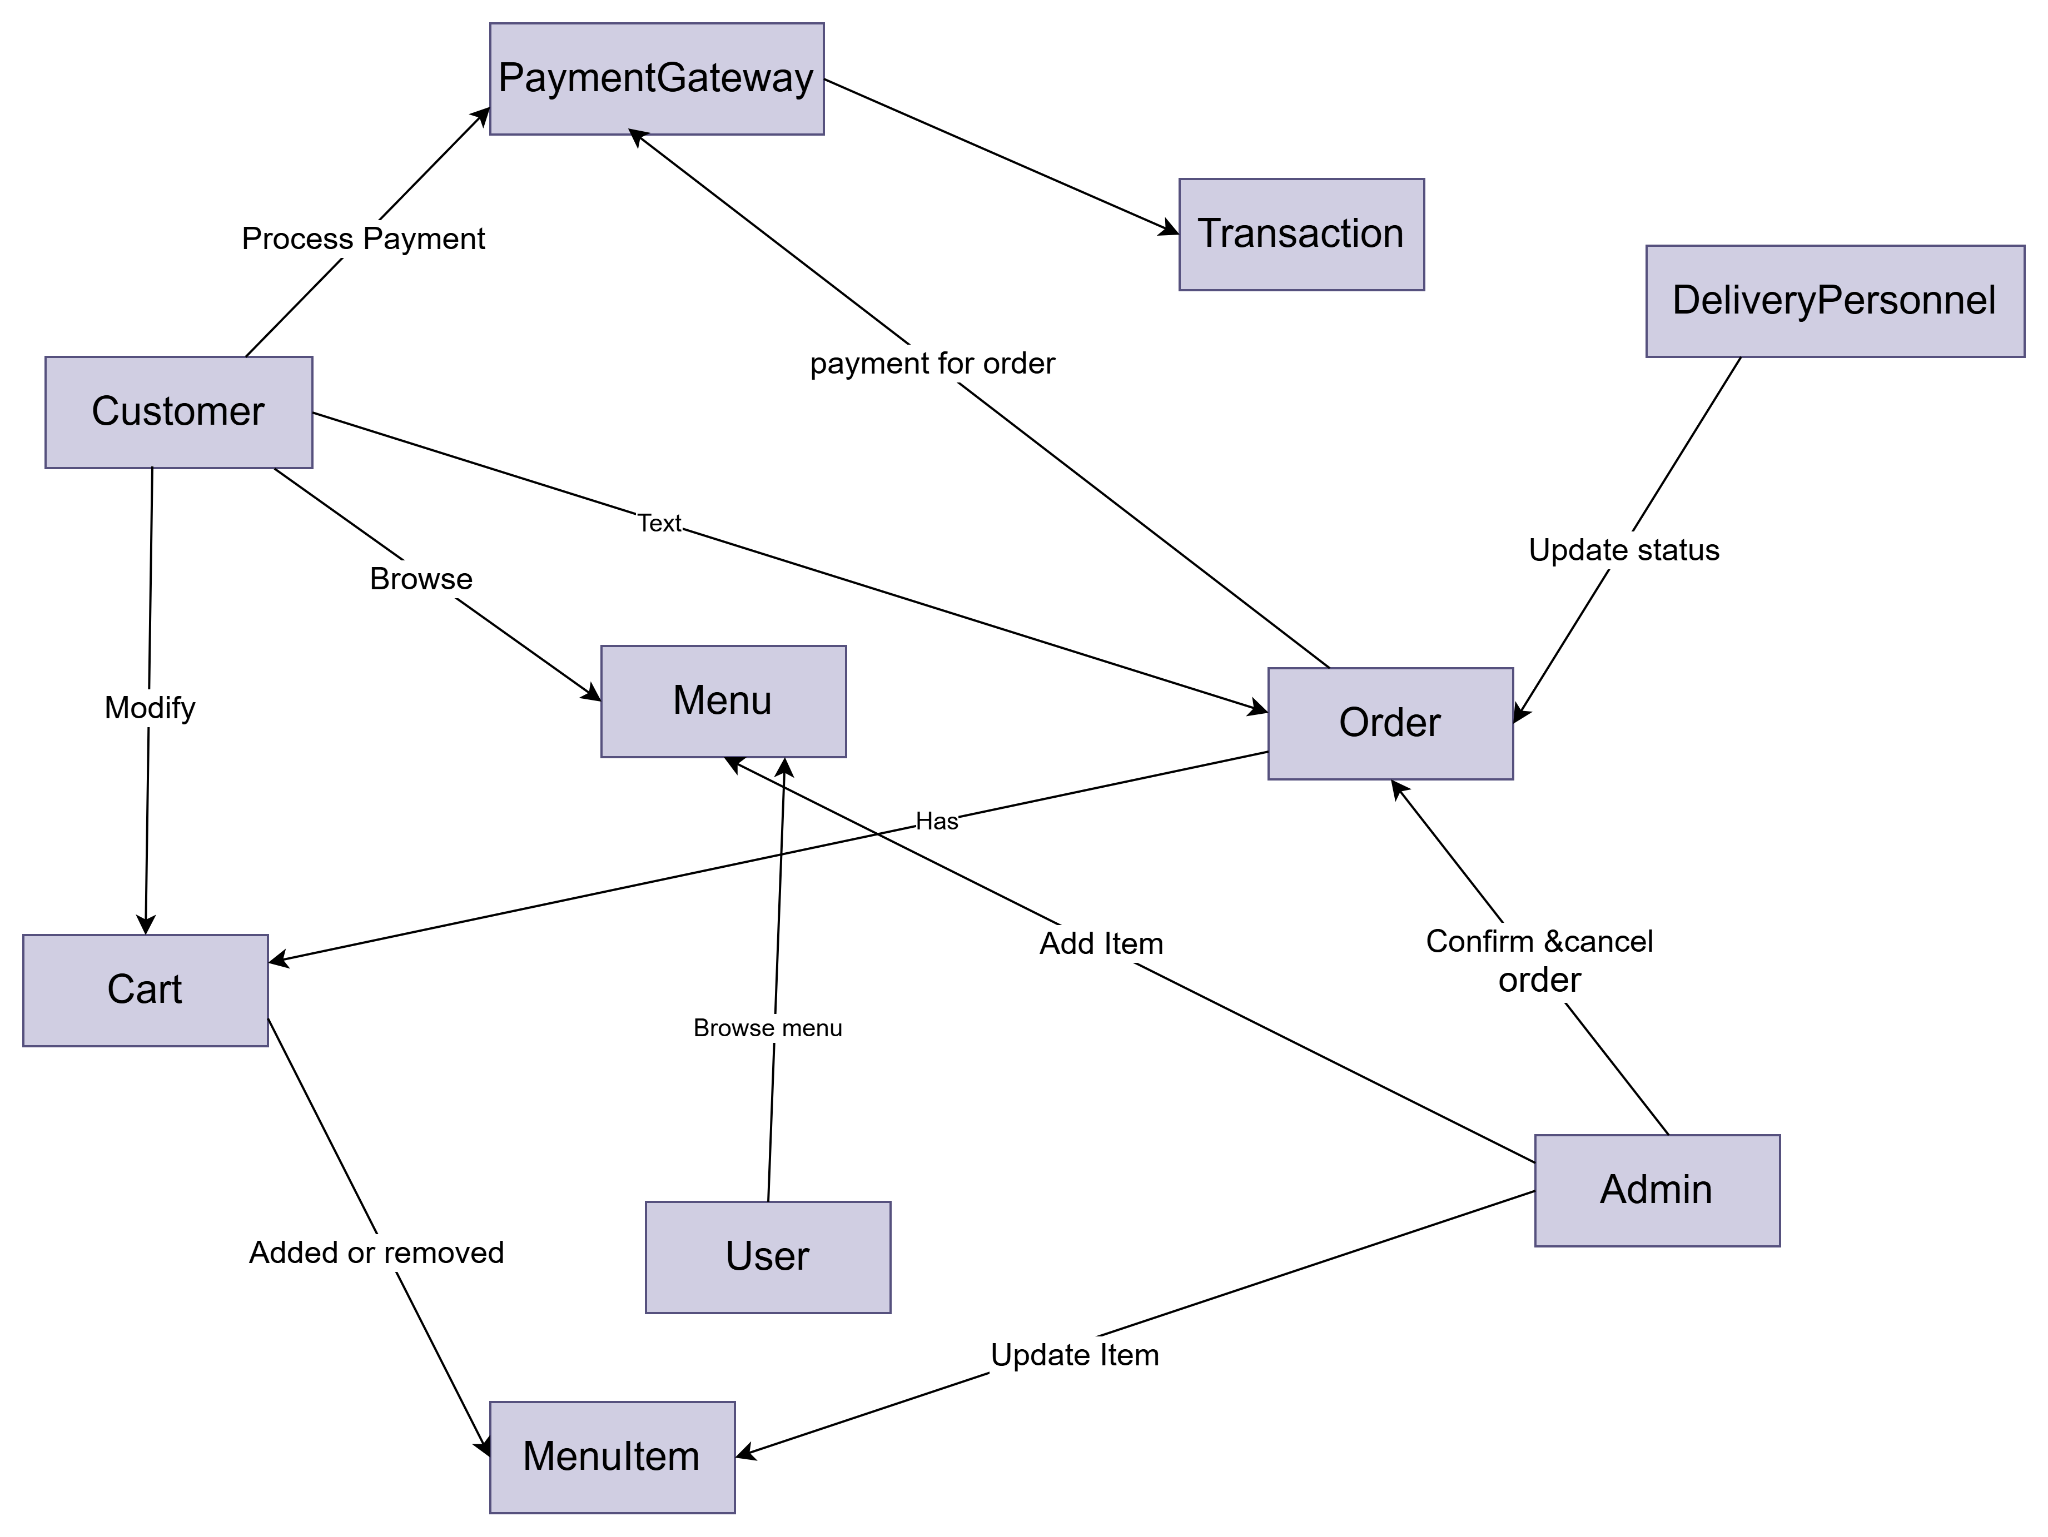 PaymentGateway
Transaction
Process Payment
DeliveryPersonnel
payment for order
Customer
Text
Update status
Browse
Menu
Modify
Order
Has
Add Item
Confirm &cancel
order
Cart
Browse menu
Admin
Added or removed
User
Update Item
MenuItem